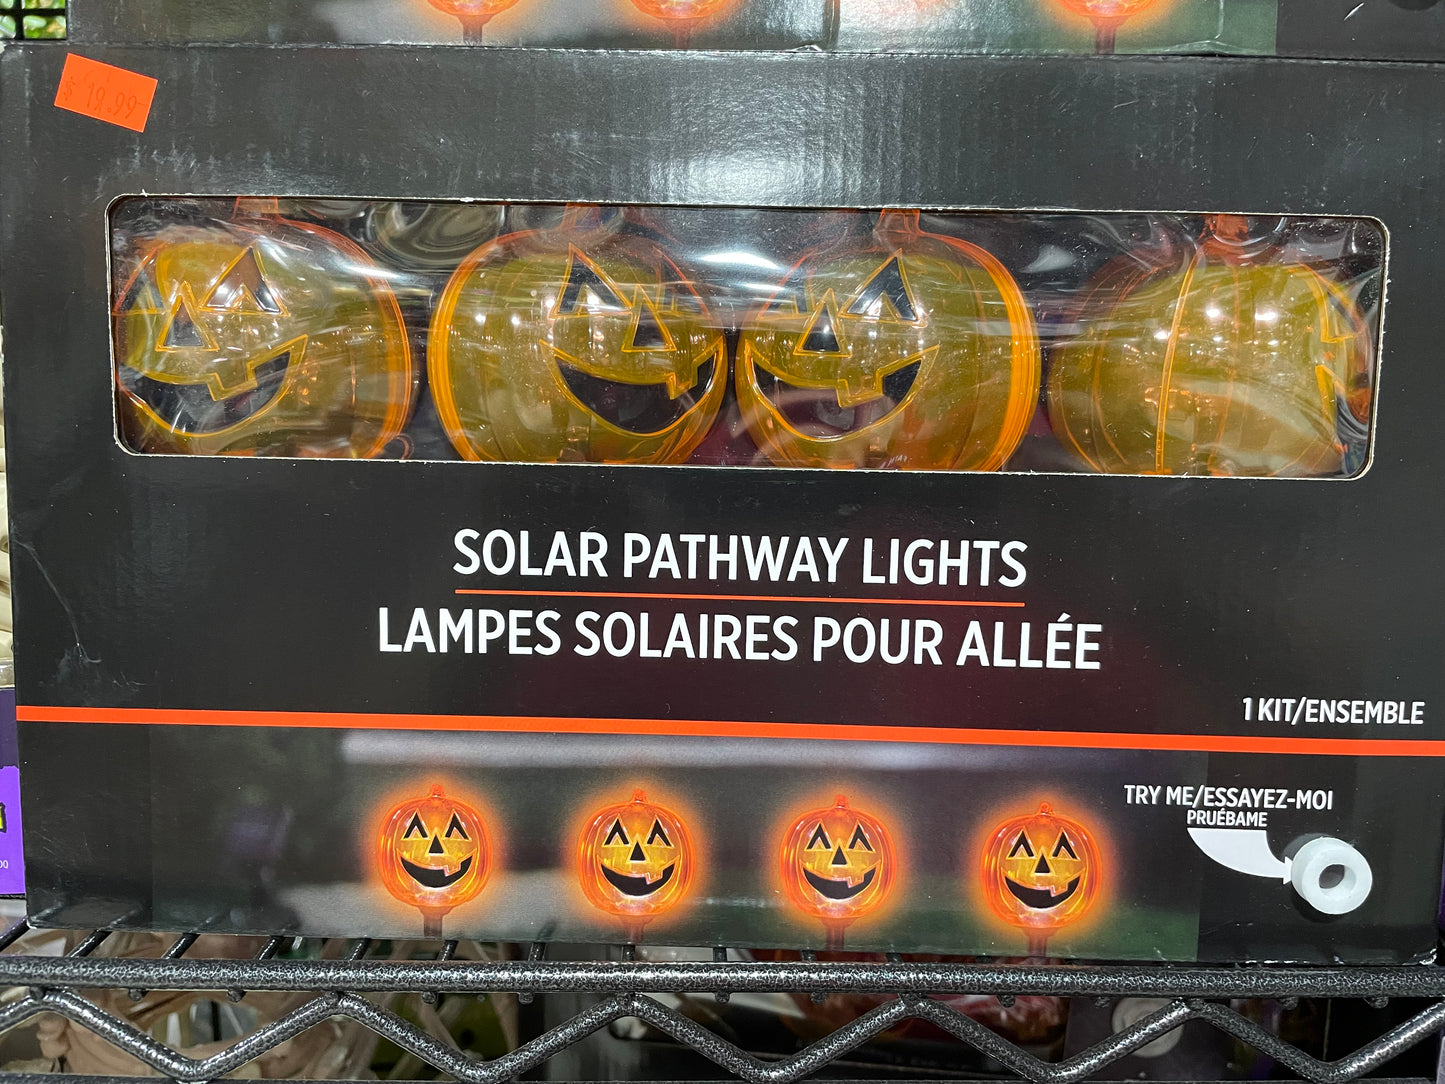 $ 19.99
SOLAR PATHWAY LIGHTS
LAMPES SOLAIRES POUR ALLÉE
1 KIT/ENSEMBLE
TRY ME/ESSAYEZ-MOI
PRUÉBAME